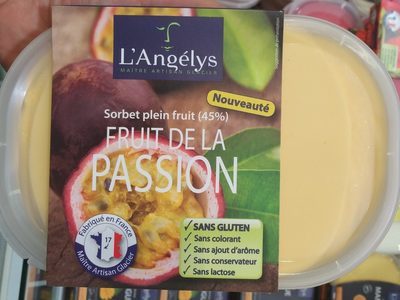 L'Angélys
MAÎTRE ARTISAN GLACIER
Nouveauté
Sorbet plein fruit (45%)
FRUIT DE LA
PASSION
Fabriqué en France
17
Maître Artisan Glacier
SANS GLUTEN
Sans colorant
Sans ajout d'arôme
Sans conservateur
Sans lactose